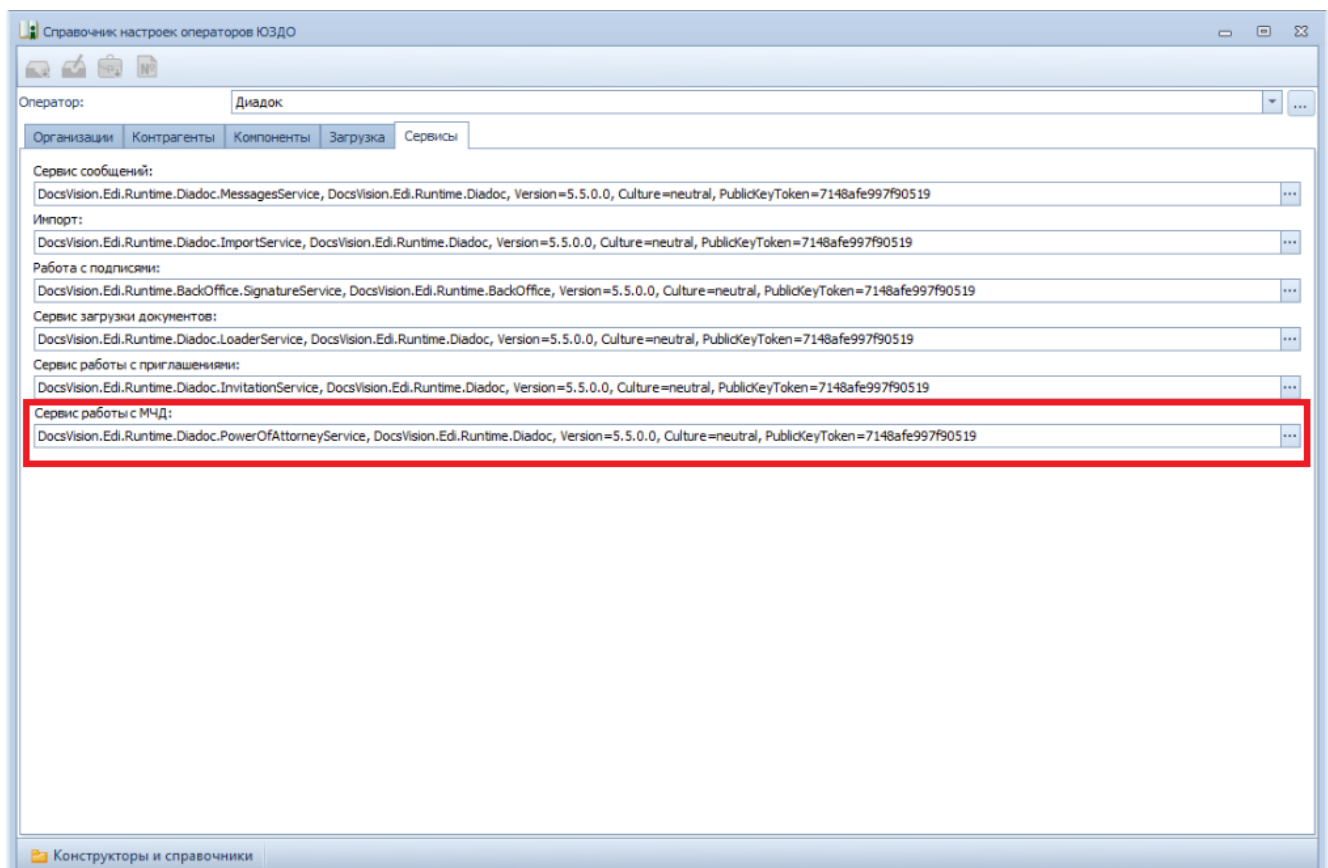 Справочник настроек операторов ЮЗДО
Оператор: Диадок
Организации Контрагенты Компоненты Загрузка Сервисы
Сервис сообщений:
DocsVision.Edi.Runtime.Diadoc.MessagesService, DocsVision.Edi.Runtime.Diadoc, Version=5.5.0.0, Culture=neutral, PublicKeyToken=7148afe997f90519
Импорт:
DocsVision.Edi.Runtime.Diadoc.ImportService, DocsVision.Edi.Runtime.Diadoc, Version=5.5.0.0, Culture=neutral, PublicKeyToken=7148afe997f90519
Работа с подписями:
DocsVision.Edi.Runtime.BackOffice.SignatureService, DocsVision.Edi.Runtime.BackOffice, Version=5.5.0.0, Culture=neutral, PublicKeyToken=7148afe997f90519
Сервис загрузки документов:
DocsVision.Edi.Runtime.Diadoc.LoaderService, DocsVision.Edi.Runtime.Diadoc, Version=5.5.0.0, Culture=neutral, PublicKeyToken=7148afe997f90519
Сервис работы с приглашениями:
DocsVision.Edi.Runtime.Diadoc.InvitationService, DocsVision.Edi.Runtime.Diadoc, Version=5.5.0.0, Culture=neutral, PublicKeyToken=7148afe997f90519
Сервис работы с МЧД:
DocsVision.Edi.Runtime.Diadoc.PowerOfAttorneyService, DocsVision.Edi.Runtime.Diadoc, Version=5.5.0.0, Culture=neutral, PublicKeyToken=7148afe997f90519
Конструкторы и справочники